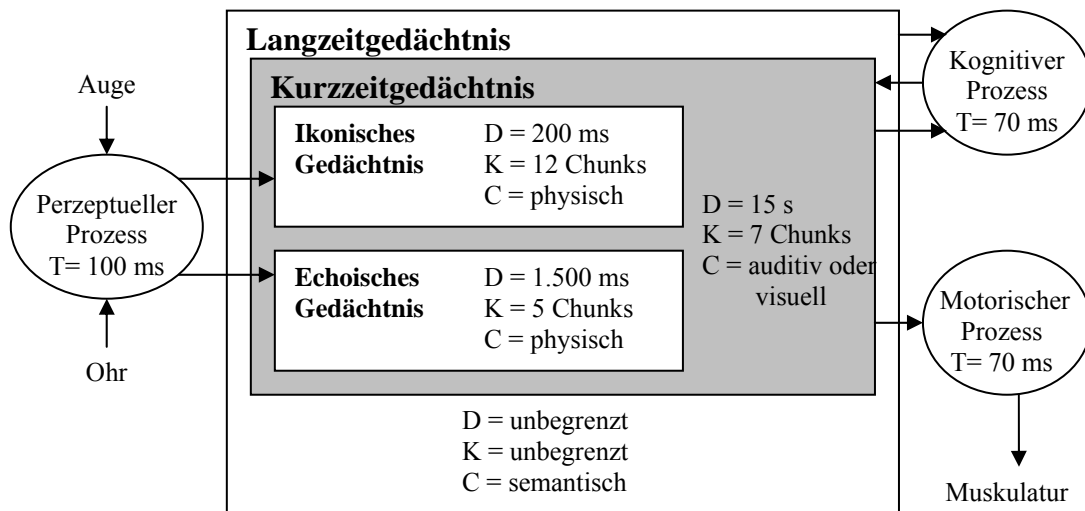 Auge
Perzeptueller
Prozess
T= 100 ms
Ohr
Langzeitgedächtnis
Kurzzeitgedächtnis
Ikonisches
Gedächtnis
D = 200 ms
K = 12 Chunks
C = physisch
Echoisches
Gedächtnis
D = 1.500 ms
K = 5 Chunks
C = physisch
D = 15 s
K = 7 Chunks
C = auditiv oder
visuell
D = unbegrenzt
K = unbegrenzt
C = semantisch
Kognitiver
Prozess
T= 70 ms
Motorischer
Prozess
T= 70 ms
Muskulatur